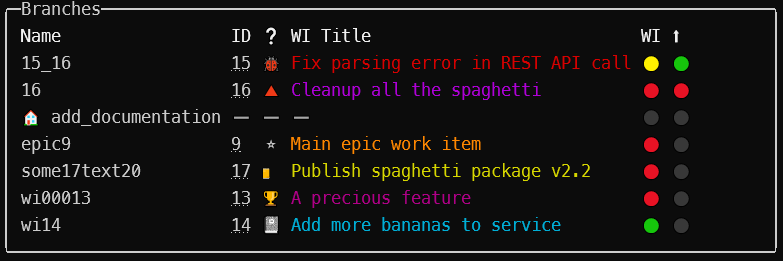 Branches
Name ID ? WI Title WI ⬆
15_16 15 🐞 Fix parsing error in REST API call
16 16 🔺 Cleanup all the spaghetti
🏠 add_documentation — — —
epic9 9 ⭐ Main epic work item
some17text20 17 Publish spaghetti package v2.2
wi00013 13 🏆 A precious feature
wi14 14 📓 Add more bananas to service